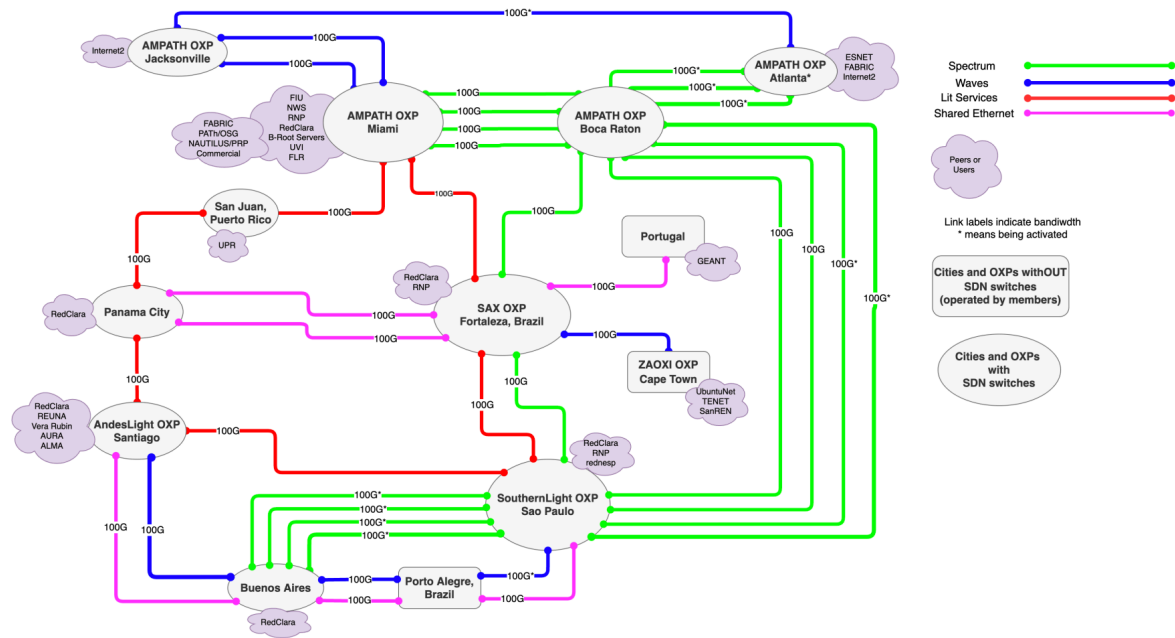 100G*
Internet2
AMPATH OXP
Jacksonville
100G
100G
AMPATH OXP
Atlanta*
ESNET
FABRIC
Internet2
100G*
100G*
100G*
Spectrum
Waves
Lit Services
Shared Ethernet
FABRIC
PATh/OSG
NAUTILUS/PRP
Commercial
FIU
NWS
RNP
RedClara
B-Root Servers
UVI
FLR
AMPATH OXP
Miami
100G
100G
100G
100G
AMPATH OXP
Boca Raton
Peers or
Users
San Juan,
Puerto Rico
UPR
100G
100G
100G
Portugal
GEANT
100G
100G
100G*
100G*
Link labels indicate bandiwdth
* means being activated
100G
RedClara
RNP
100G
Cities and OXPs withOUT
SDN switches
(operated by members)
RedClara
Panama City
100G
100G
SAX OXP
Fortaleza, Brazil
100G
ZAOXI OXP
Cape Town
UbuntuNet
TENET
SanREN
Cities and OXPs
with
SDN switches
100G
100G
100G
RedClara
REUNA
Vera Rubin
AURA
ALMA
AndesLight OXP
Santiago
100G
RedClara
RNP
rednesp
SouthernLight OXP
Sao Paulo
100G
100G
100G*
100G*
100G*
100G*
Buenos Aires
RedClara
100G
100G
Porto Alegre,
Brazil
100G*
100G